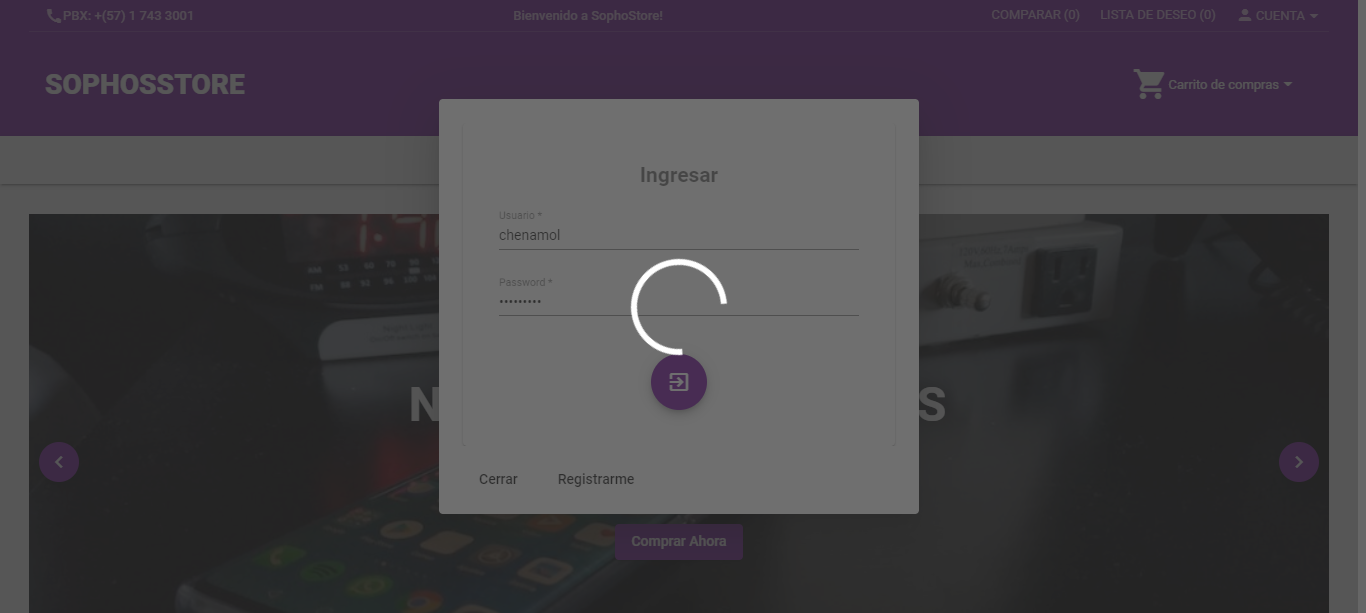 PBX: +(57) 1 743 3001
Bienvenido a SophoStore!
COMPARAR (0)
LISTA DE DESEO (0)
CUENTA
SOPHOSSTORE
Carrito de compras
Ingresar
Usuario *
chenamol
Password *
•••••••••
N
S
Cerrar
Registrarme
Comprar Ahora